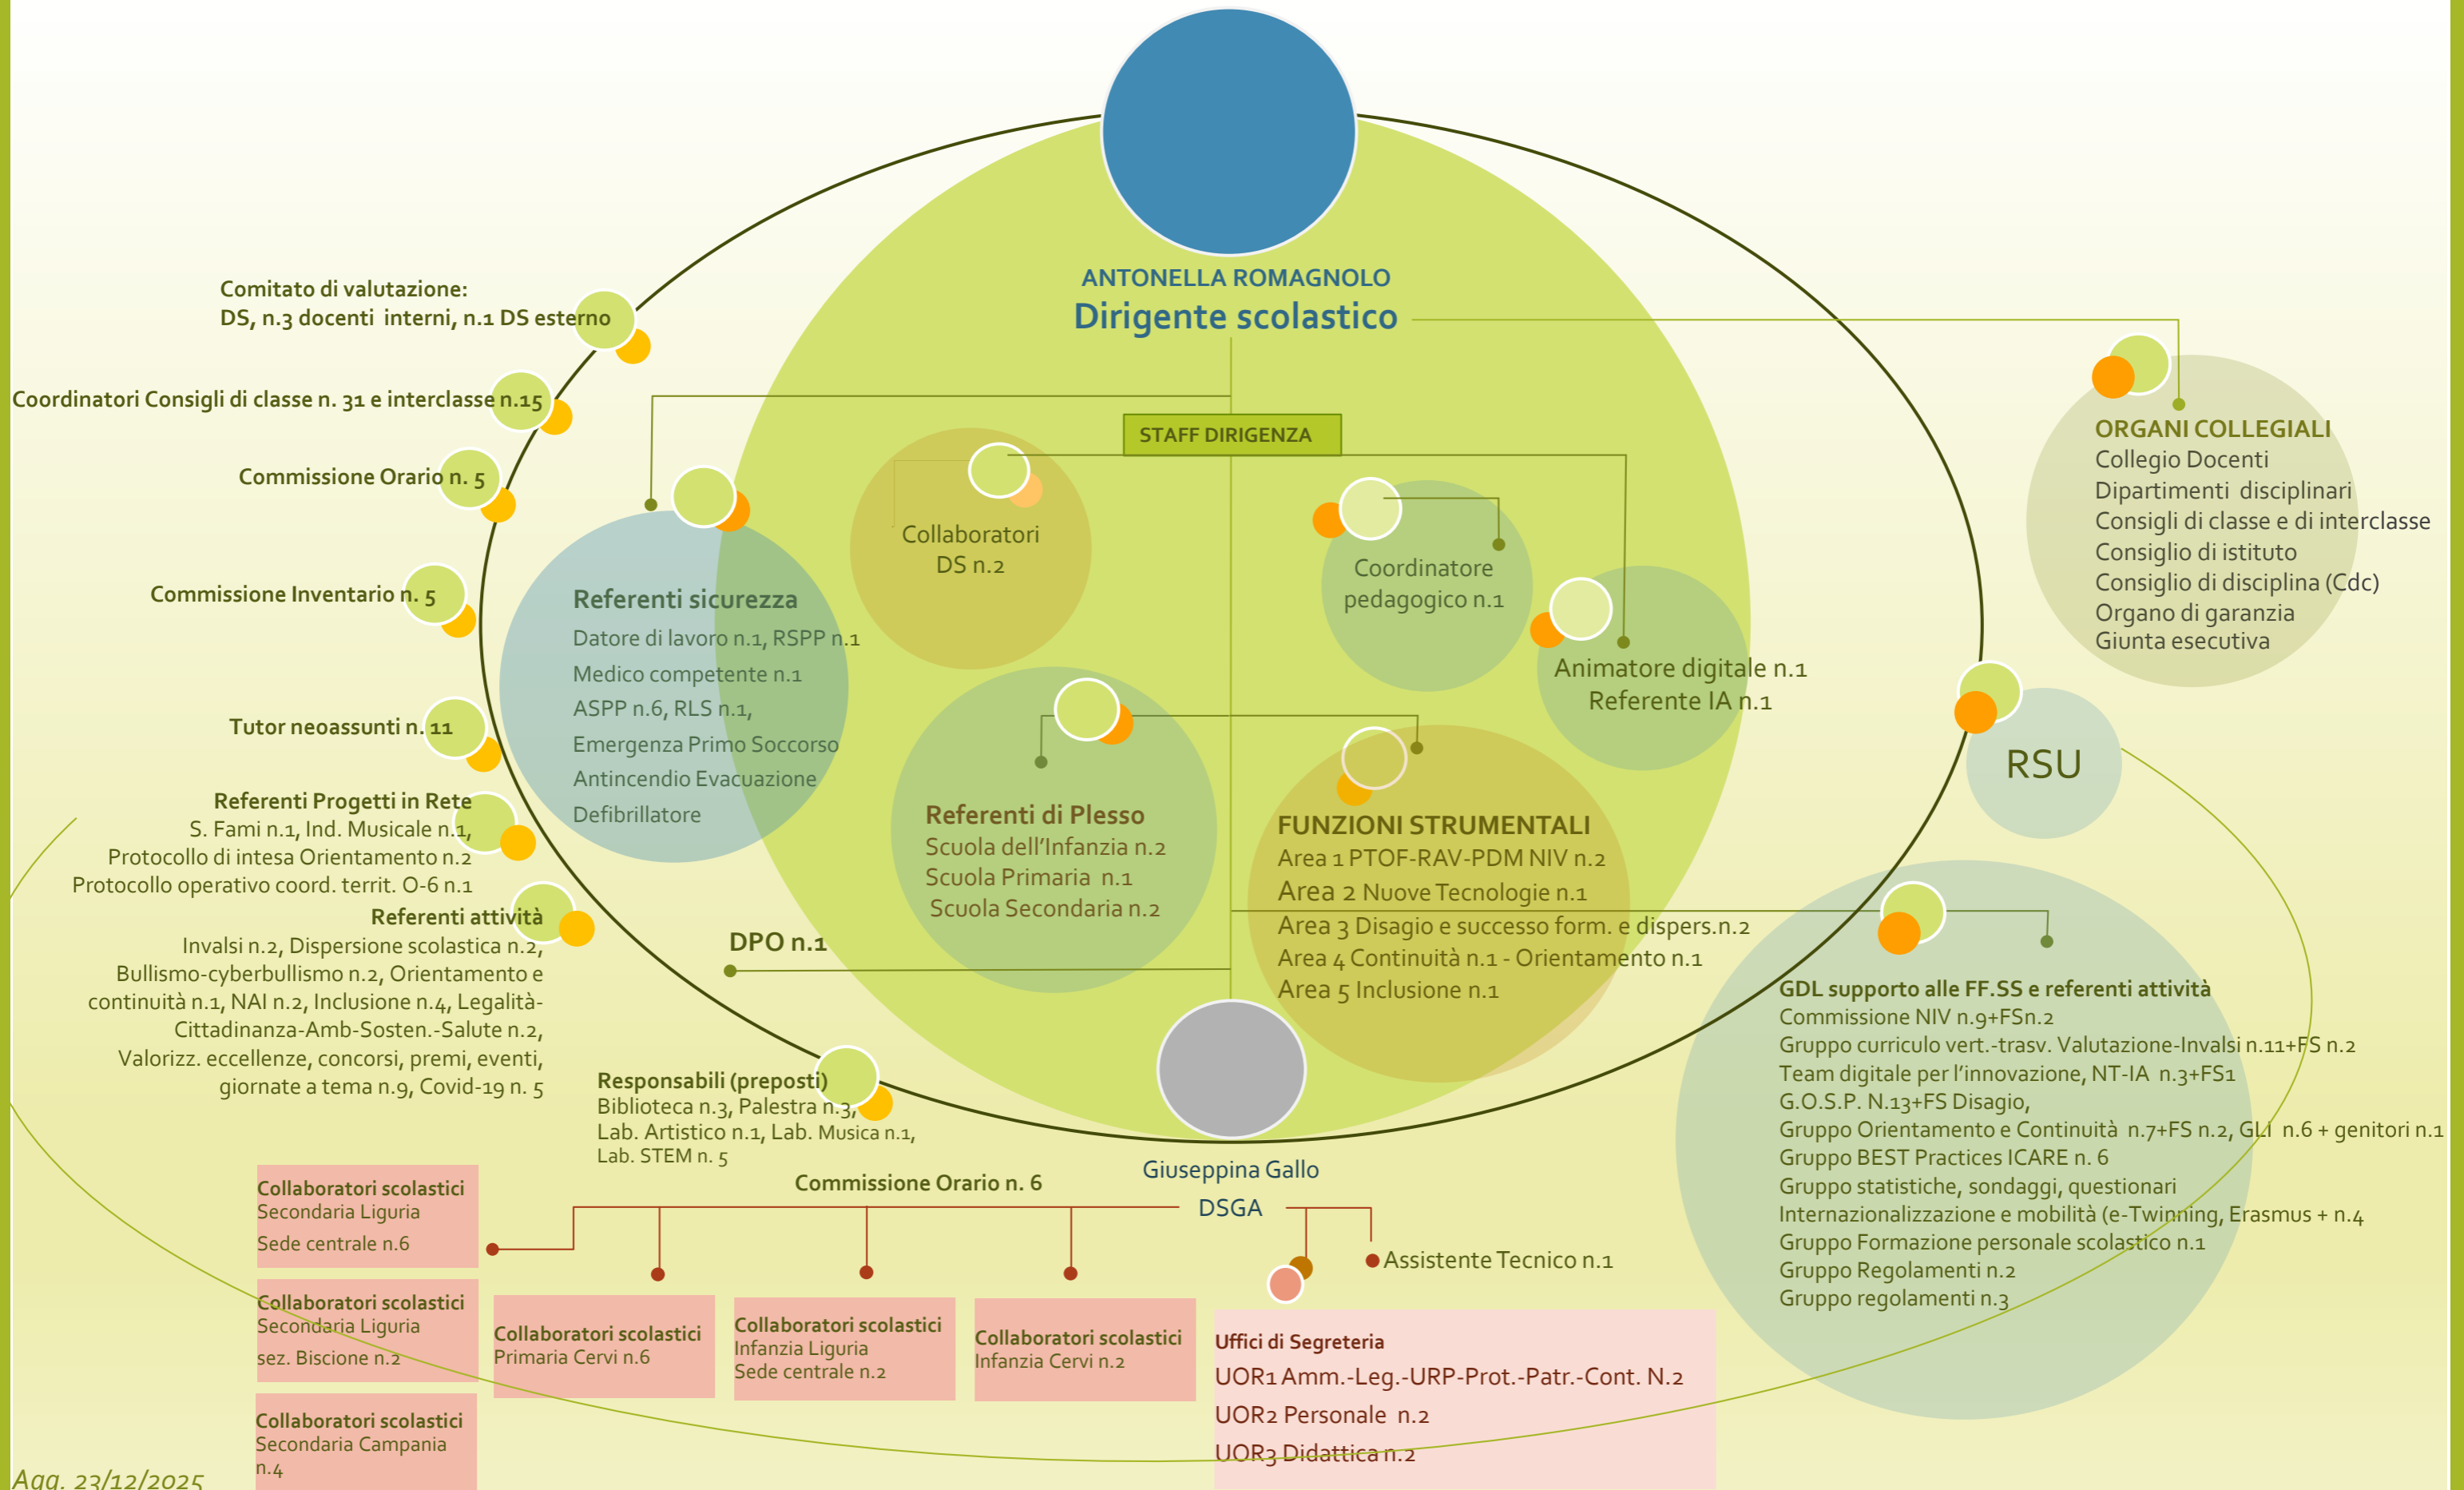 ANTONELLA ROMAGNOLO
Dirigente scolastico
STAFF DIRIGENZA
Comitato di valutazione:
DS, n.3 docenti  interni, n.1 DS esterno
Coordinatori Consigli di classe n. 31 e interclasse n.15
Commissione Orario n. 5
Commissione Inventario n. 5
Tutor neoassunti n. 11
Referenti Progetti in Rete
S. Fami n.1, Ind. Musicale n.1,
Protocollo di intesa Orientamento n.2
Protocollo operativo coord. territ. 0-6 n.1
Referenti attività
Invalsi n.2, Dispersione scolastica n.2,
Bullismo-cyberbullismo n.2, Orientamento e
continuità n.1, NAI n.2, Inclusione n.4, Legalità-
Cittadinanza-Amb-Sosten.-Salute n.2,
Valorizz. eccellenze, concorsi, premi, eventi,
giornate a tema n.9, Covid-19 n. 5
Referenti sicurezza
Datore di lavoro n.1, RSPP n.1
Medico competente n.1
ASPP n.6, RLS n.1,
Emergenza Primo Soccorso
Antincendio Evacuazione
Defibrillatore
Collaboratori
DS n.2
Coordinatore
pedagogico n.1
Animatore digitale n.1
Referente IA n.1
Referenti di Plesso
Scuola dell'Infanzia n.2
Scuola Primaria  n.1
Scuola Secondaria  n.2
FUNZIONI STRUMENTALI
Area 1 PTOF-RAV-PDM NIV n.2
Area 2 Nuove Tecnologie n.1
Area 3 Disagio e successo form. e dispers.n.2
Area 4 Continuità n.1 - Orientamento n.1
Area 5 Inclusione n.1
DPO n.1
ORGANI COLLEGIALI
Collegio Docenti
Dipartimenti  disciplinari
Consigli di classe e di interclasse
Consiglio di istituto
Consiglio di disciplina (Cdc)
Organo di garanzia
Giunta esecutiva
RSU
GDL supporto alle FF.SS e referenti attività
Commissione NIV n.9+FSn.2
Gruppo curriculo vert.-trasv. Valutazione-Invalsi n.11+FS n.2
Team digitale per l'innovazione, NT-IA  n.3+FS1
G.O.S.P. N.13+FS Disagio,
Gruppo Orientamento e Continuità  n.7+FS n.2, GLI  n.6 + genitori n.1
Gruppo BEST Practices ICARE n. 6
Gruppo statistiche, sondaggi, questionari
Internazionalizzazione e mobilità (e-Twinning, Erasmus + n.4
Gruppo Formazione personale scolastico n.1
Gruppo Regolamenti n.2
Gruppo regolamenti n.3
Responsabili (preposti)
Biblioteca n.3, Palestra n.3,
Lab. Artistico n.1, Lab. Musica n.1,
Lab. STEM n. 5
Giuseppina Gallo
DSGA
Commissione Orario n. 6
Assistente Tecnico n.1
Collaboratori scolastici
Secondaria Liguria
Sede centrale n.6
Collaboratori scolastici
Secondaria Liguria
sez. Biscione n.2
Collaboratori scolastici
Secondaria Campania
n.4
Collaboratori scolastici
Primaria Cervi n.6
Collaboratori scolastici
Infanzia Liguria
Sede centrale n.2
Collaboratori scolastici
Infanzia Cervi n.2
Uffici di Segreteria
UOR1 Amm.-Leg.-URP-Prot.-Patr.-Cont. N.2
UOR2 Personale  n.2
UOR3 Didattica n.2
Agg. 23/12/2025